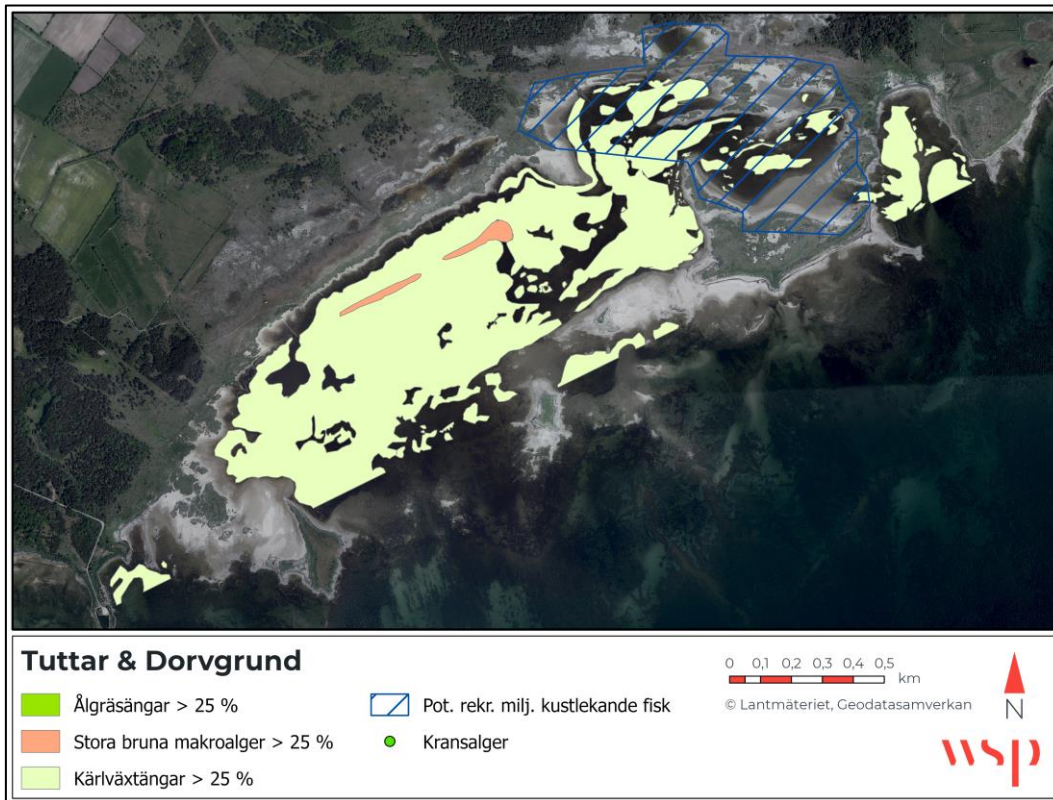 Tuttar & Dorvgrund
Ålgräsängar > 25 %
Stora bruna makroalger > 25 %
Kärlväxtängar > 25 %
Pot. rekr. milj. kustlekande fisk
Kransalger
0 0,1 0,2 0,3 0,4 0,5
km
© Lantmäteriet, Geodatasamverkan
N
wsp